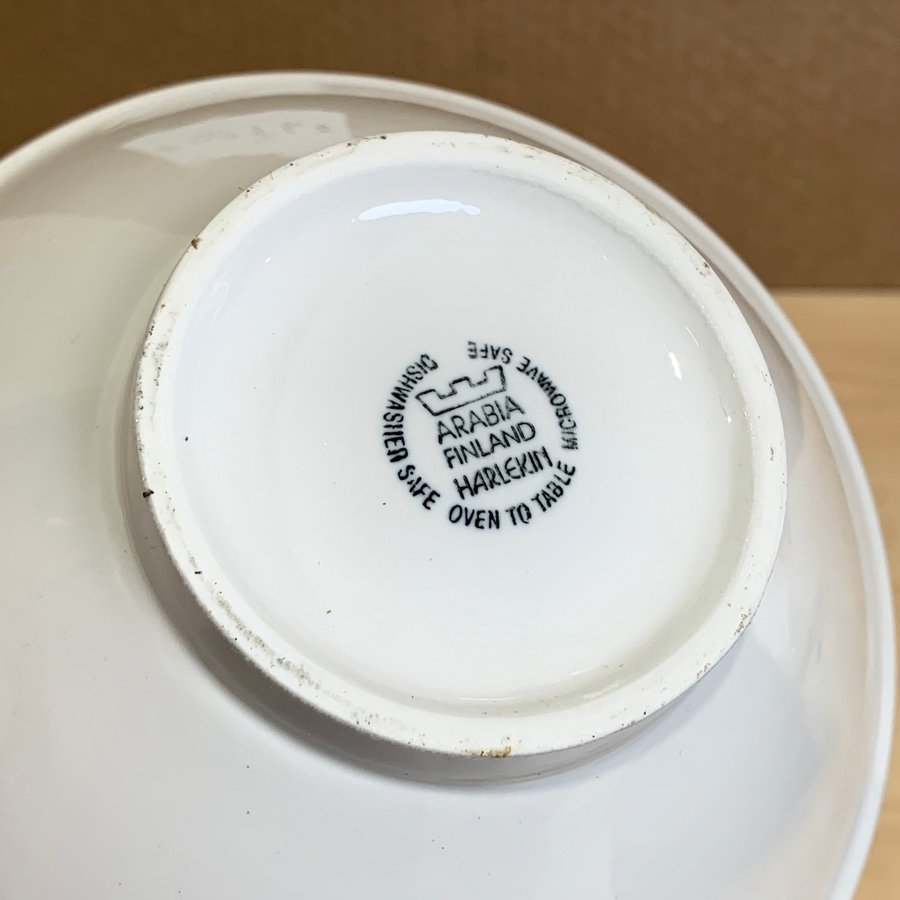 ARABIA
FINLAND
HARLEKIN
DISHWASHER SAFE
OVEN TO TABLE
MICROWAVE SAFE